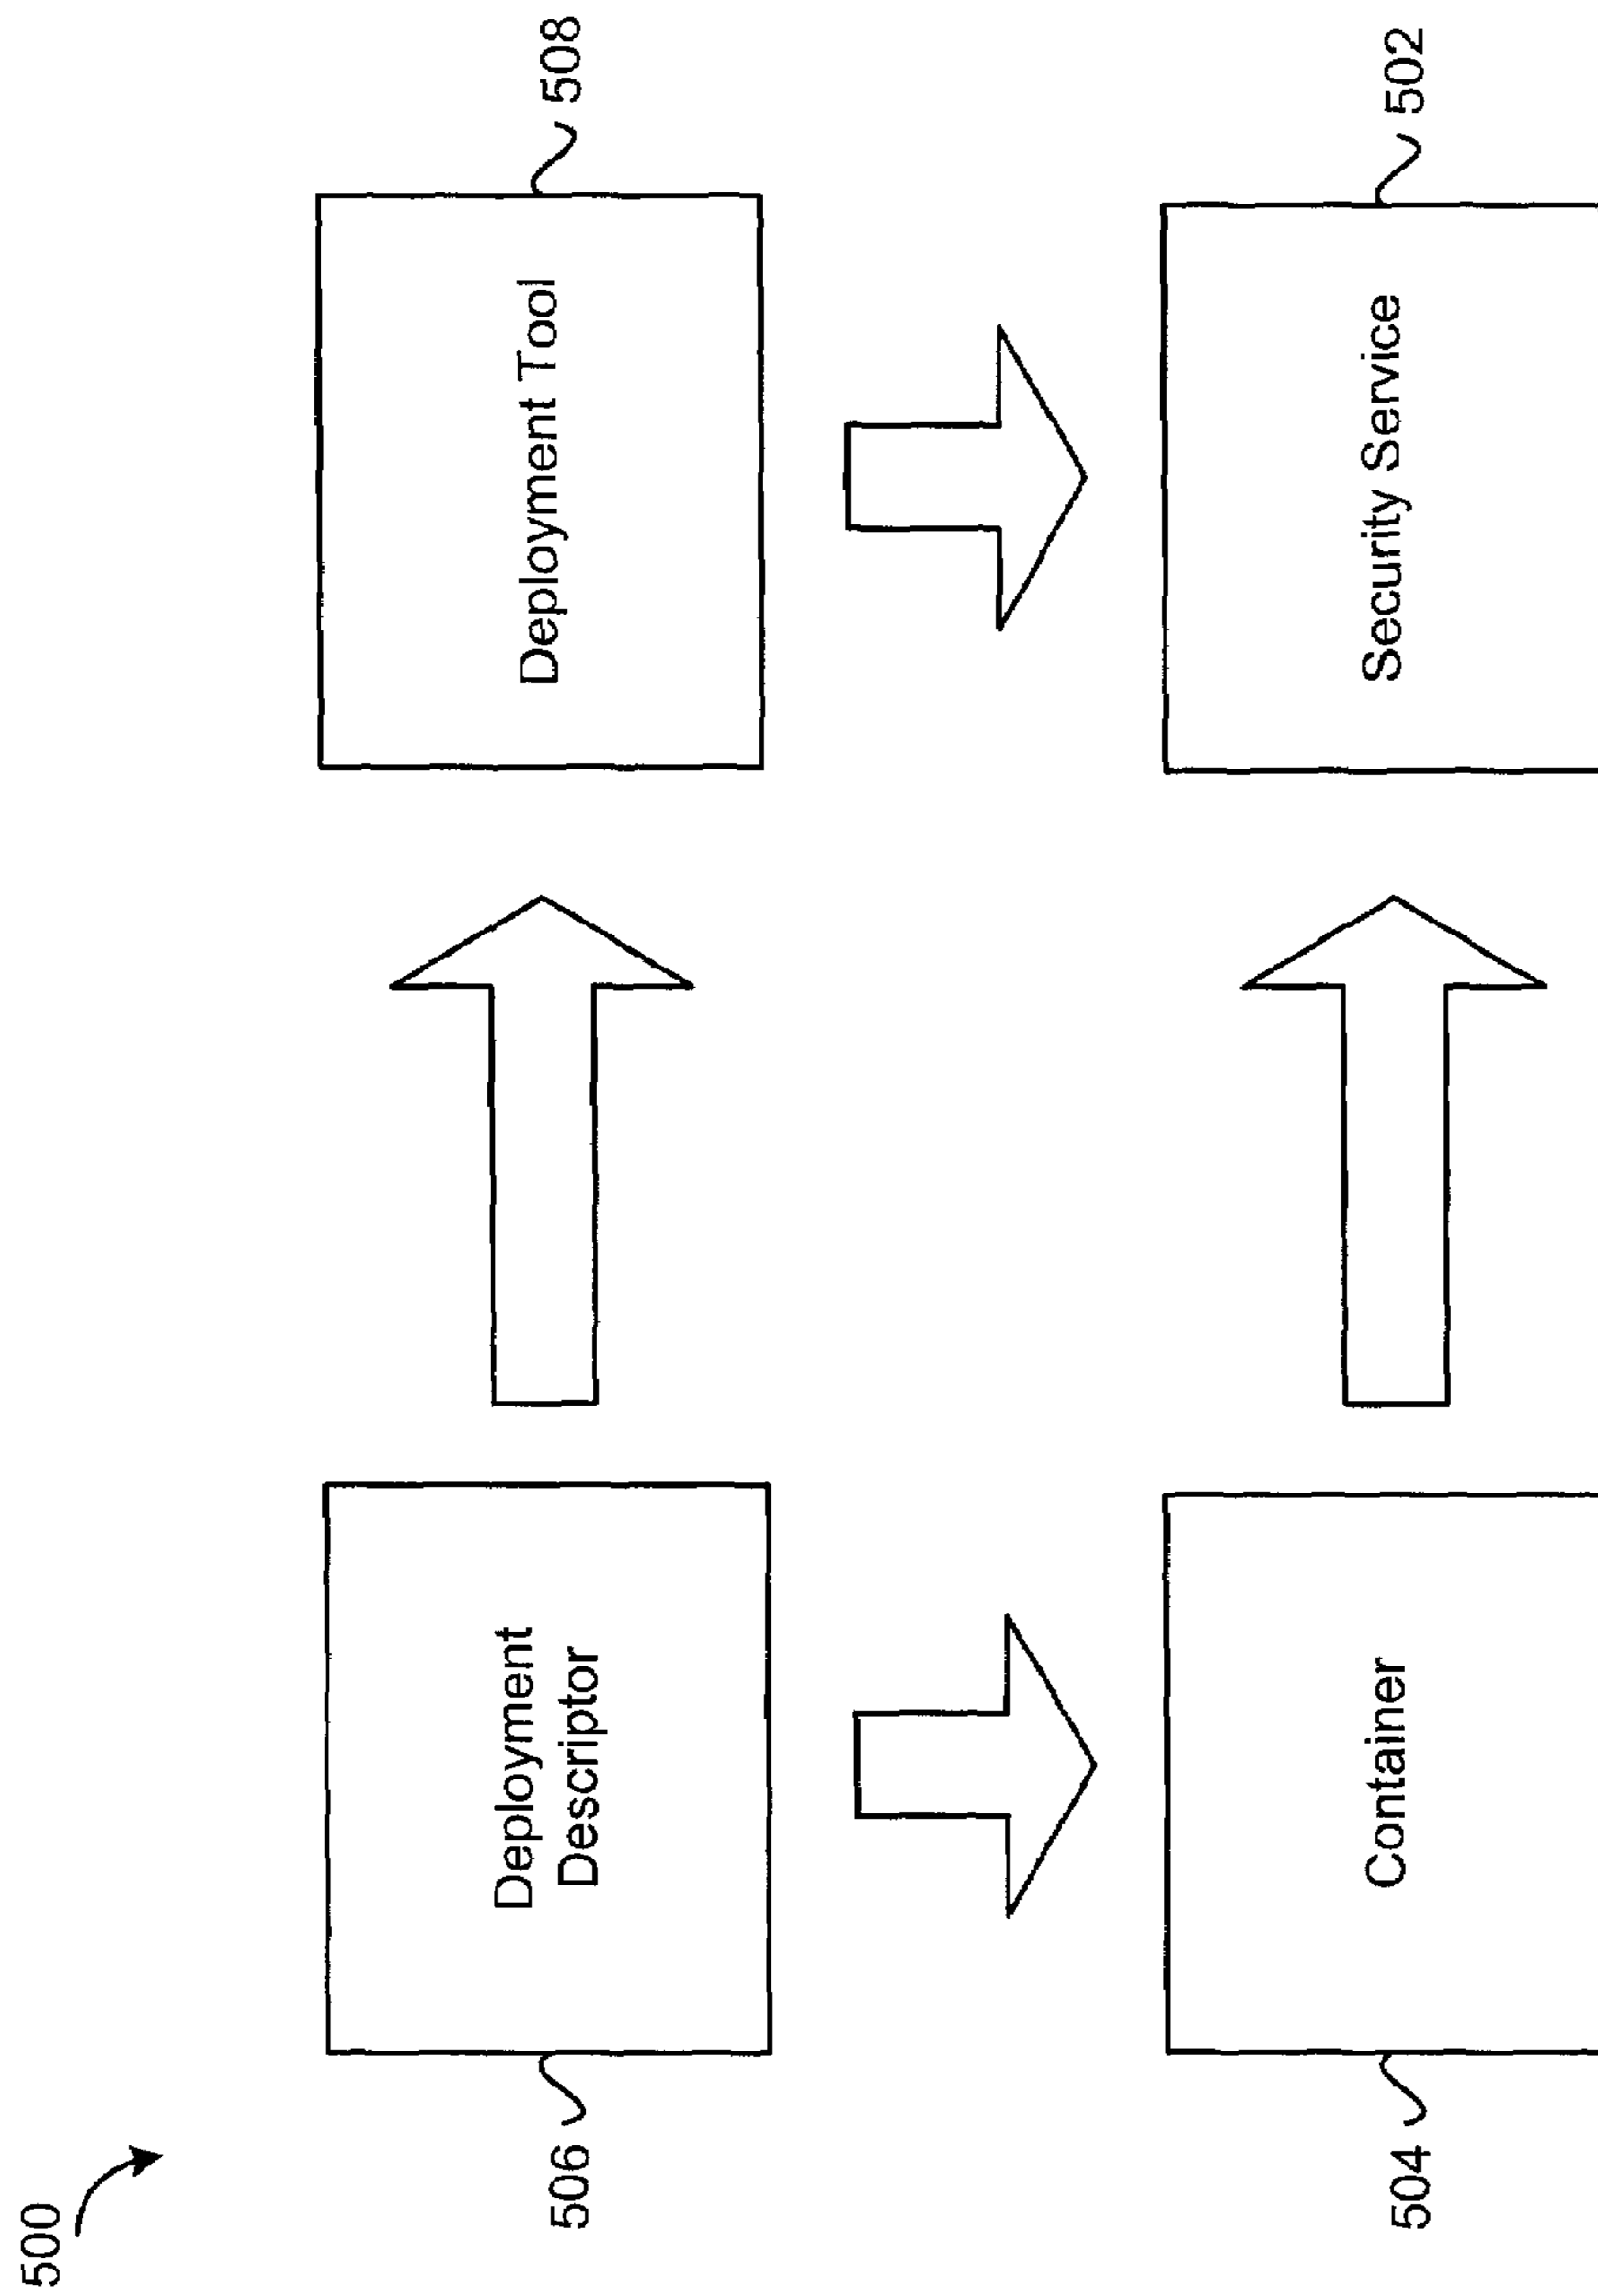 500
506
Deployment
Descriptor
Deployment Tool
508
504
Container
Security Service
502